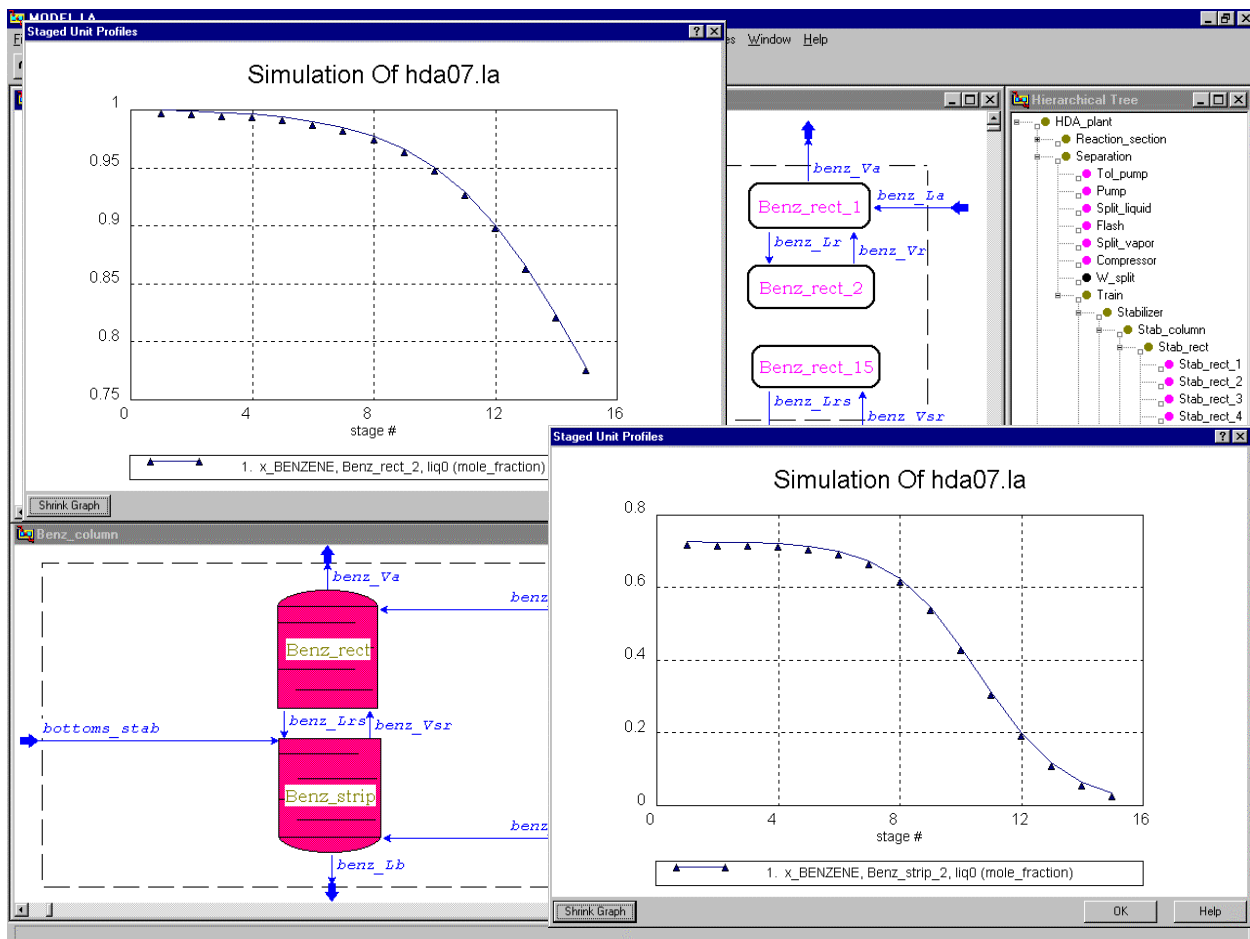 MODEL.LA
Staged Unit Profiles
Window Help
Simulation Of hda07.la
1
0.95
0.9
0.85
0.8
0.75
0 4 8 12 16
stage #
1. x_BENZENE, Benz_rect_2, liq0 (mole_fraction)
Shrink Graph
benz_Va
benz_La
Benz_rect_1
benz_Lr
benz_Vr
Benz_rect_2
Benz_rect_15
benz_Lrs
benz_Vsr
Hierarchical Tree
HDA_plant
Reaction_section
Separation
Tol_pump
Pump
Split_liquid
Flash
Split_vapor
Compressor
W_split
Train
Stabilizer
Stab_column
Stab_rect
Stab_rect_1
Stab_rect_2
Stab_rect_3
Stab_rect_4
Benz_column
benz_Va
benz
Benz_rect
benz_Lrs
benz_Vsr
bottoms_stab
Benz_strip
benz
benz_Lb
Staged Unit Profiles
Simulation Of hda07.la
0.8
0.6
0.4
0.2
0
0 4 8 12 16
stage #
1. x_BENZENE, Benz_strip_2, liq0 (mole_fraction)
Shrink Graph
OK
Help